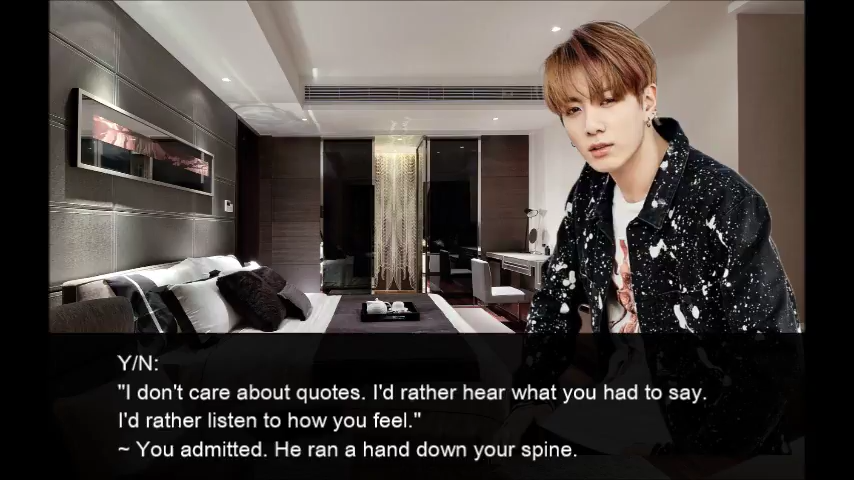 Y/N:
"I don't care about quotes. I'd rather hear what you had to say.
I'd rather listen to how you feel."
~ You admitted. He ran a hand down your spine.